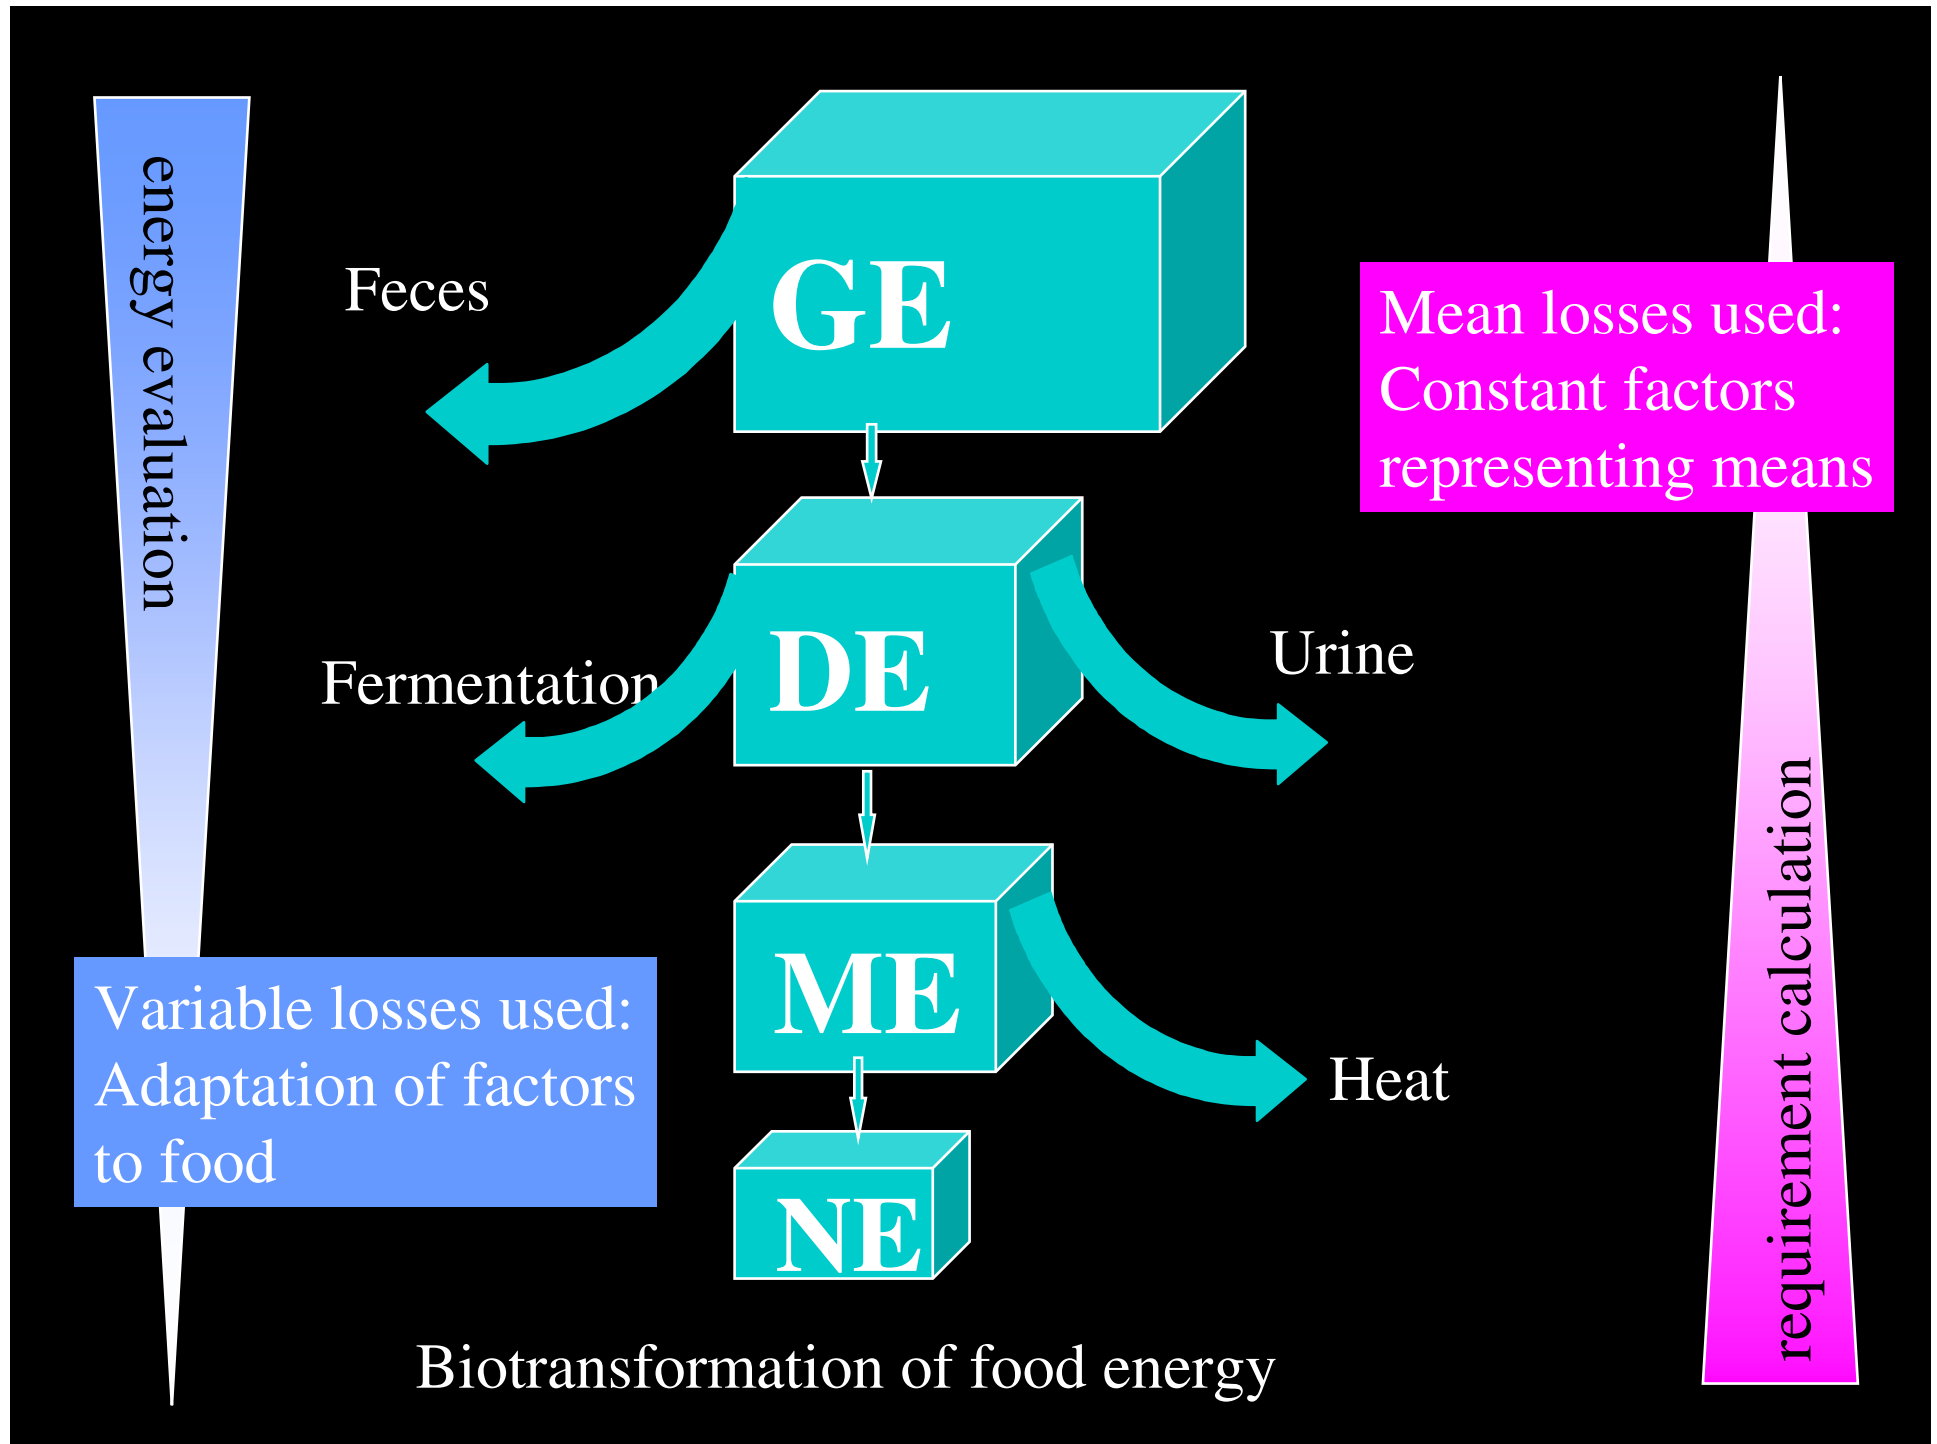 energy evaluation
Feces
GE
Mean losses used:
Constant factors
representing means
Fermentation
DE
Urine
ME
Heat
Variable losses used:
Adaptation of factors
to food
NE
requirement calculation
Biotransformation of food energy